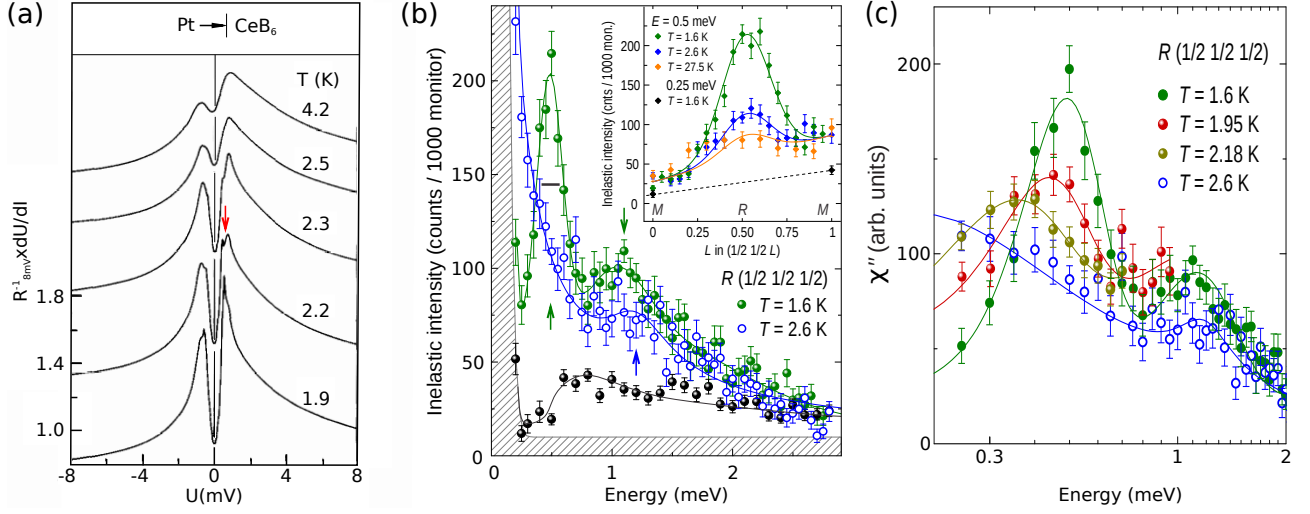 (a)
Pt → CeB₆
T (K)
4.2
2.5
2.3
2.2
1.9
1.8
1.4
1.0
R⁻¹₋₈ₘᵥxdU/dI
-8 -4 0 4 8
U(mV)
(b)
Inelastic intensity (counts / 1000 monitor)
200
150
100
50
0
0 1 2
Energy (meV)
R (1/2 1/2 1/2)
T = 1.6 K
T = 2.6 K
Inelastic intensity (cnts / 1000 mon.)
200
150
100
50
0
E = 0.5 meV
T = 1.6 K
T = 2.6 K
T = 27.5 K
0.25 meV
T = 1.6 K
M R M
0 0.25 0.50 0.75 1
L in (1/2 1/2 L)
(c)
χ″ (arb. units)
200
100
0
R (1/2 1/2 1/2)
T = 1.6 K
T = 1.95 K
T = 2.18 K
T = 2.6 K
0.3 1 2
Energy (meV)